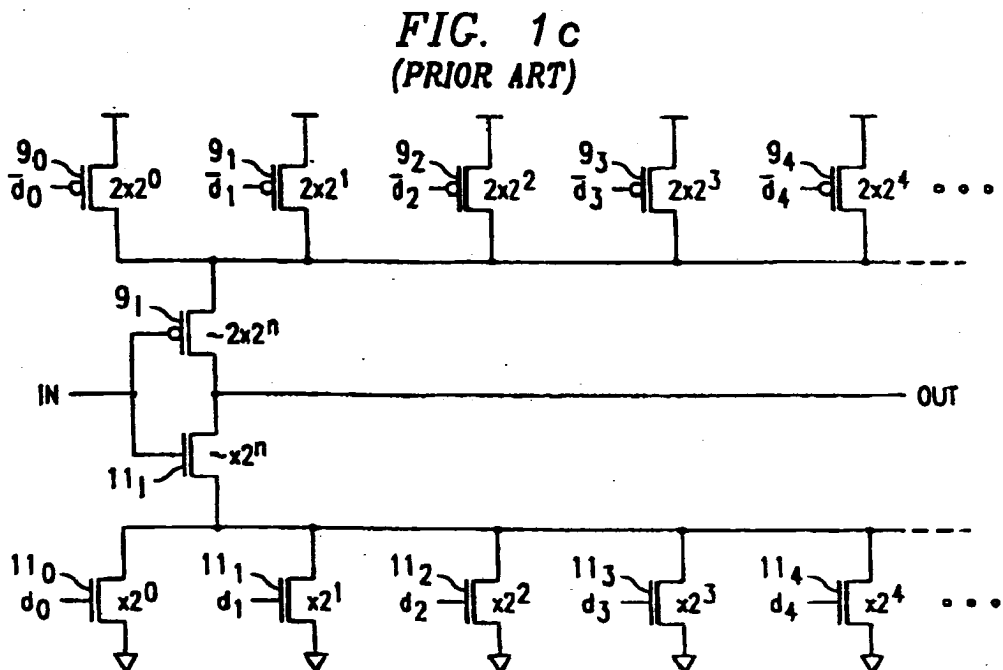 FIG. 1c
(PRIOR ART)
9₀ 9₁ 9₂ 9₃ 9₄
d̅₀ 2x2⁰ d̅₁ 2x2¹ d̅₂ 2x2² d̅₃ 2x2³ d̅₄ 2x2⁴
9ₗ
~2x2ⁿ
IN OUT
~x2ⁿ
11ₗ
11₀ 11₁ 11₂ 11₃ 11₄
d₀ x2⁰ d₁ x2¹ d₂ x2² d₃ x2³ d₄ x2⁴